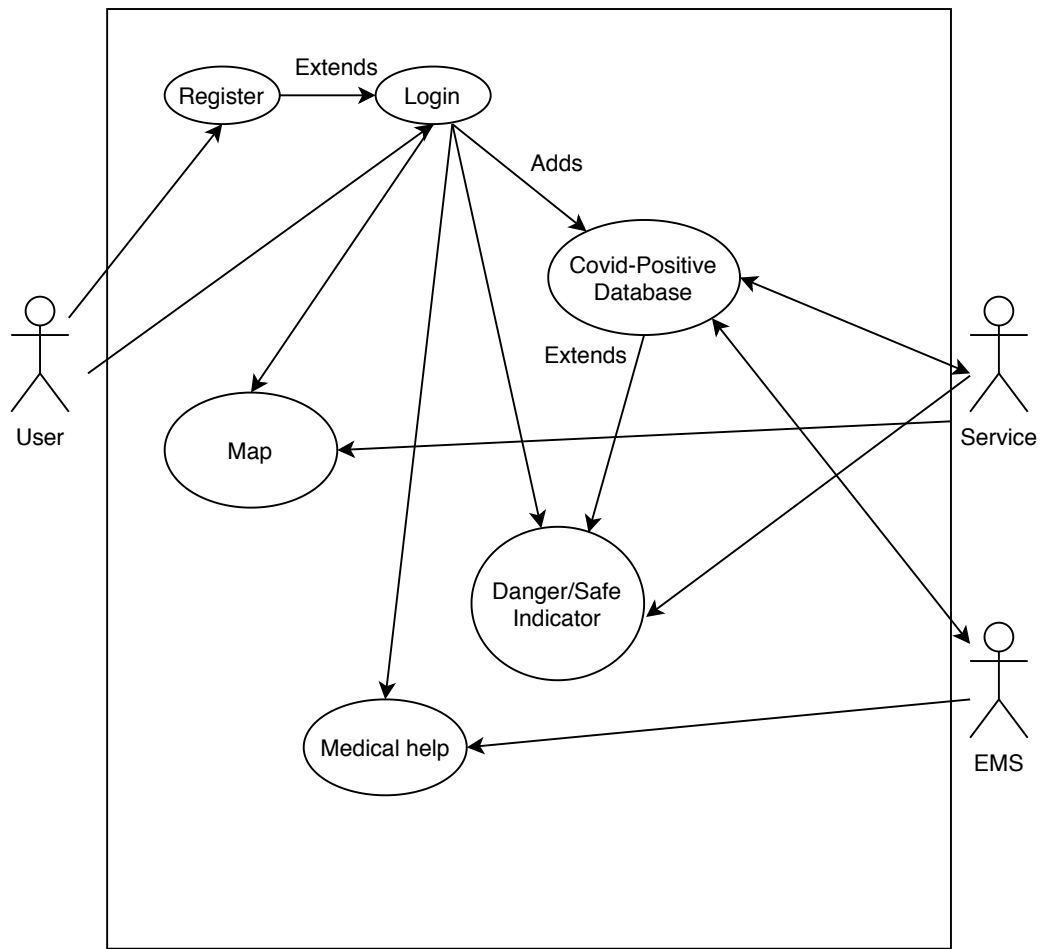 Extends
Register
Login
Adds
Covid-Positive
Database
Extends
User
Map
Service
Danger/Safe
Indicator
Medical help
EMS